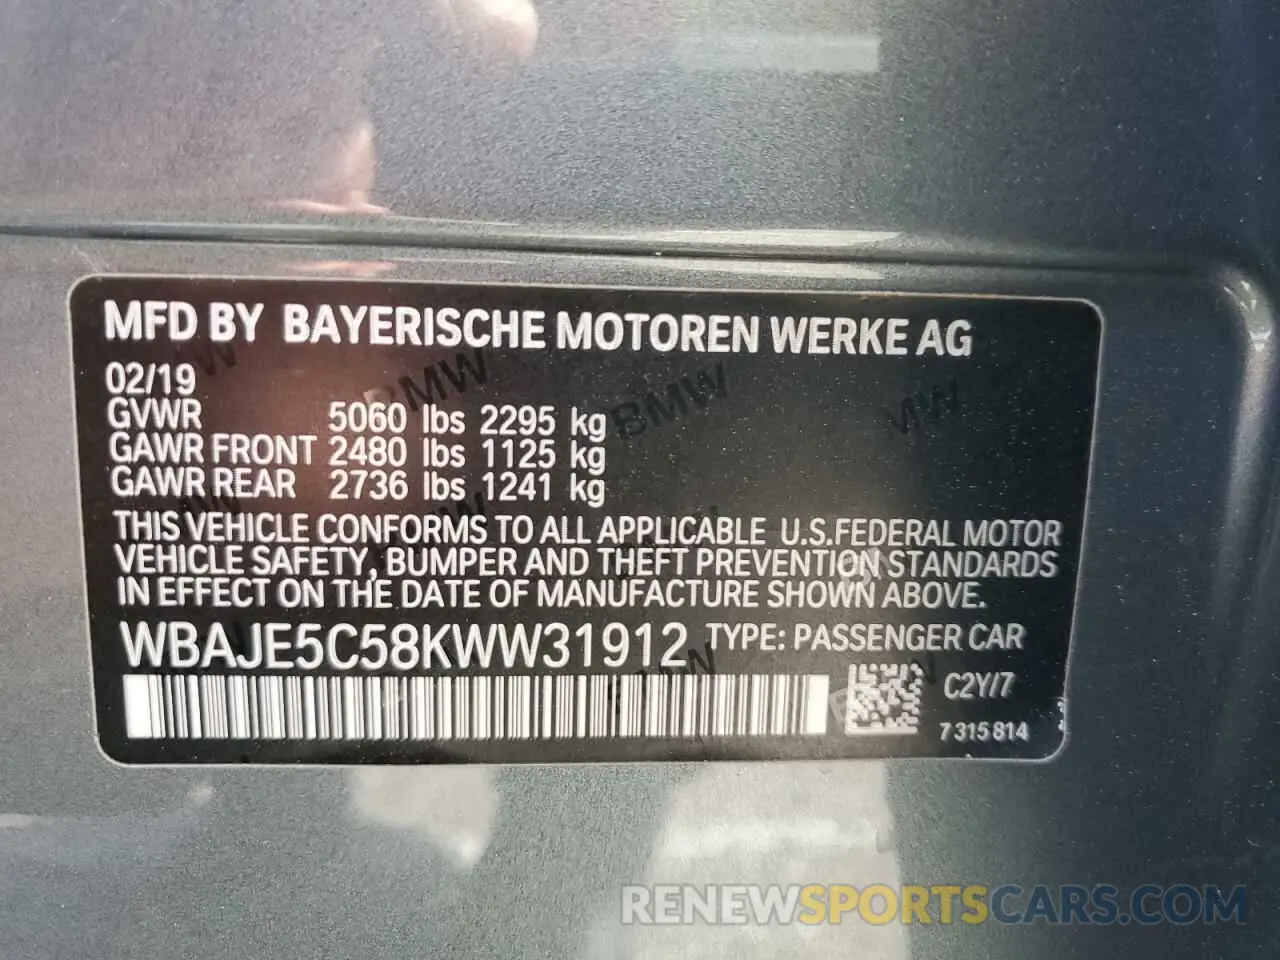 MFD BY BAYERISCHE MOTOREN WERKE AG
02/19
GVWR 5060 lbs 2295 kg
GAWR FRONT 2480 lbs 1125 kg
GAWR REAR 2736 lbs 1241 kg
THIS VEHICLE CONFORMS TO ALL APPLICABLE U.S.FEDERAL MOTOR
VEHICLE SAFETY, BUMPER AND THEFT PREVENTION STANDARDS
IN EFFECT ON THE DATE OF MANUFACTURE SHOWN ABOVE.
WBAJE5C58KWW31912 TYPE: PASSENGER CAR
C2Y/7
7315814
BMW BMW
RENEWSPORTSCARS.COM